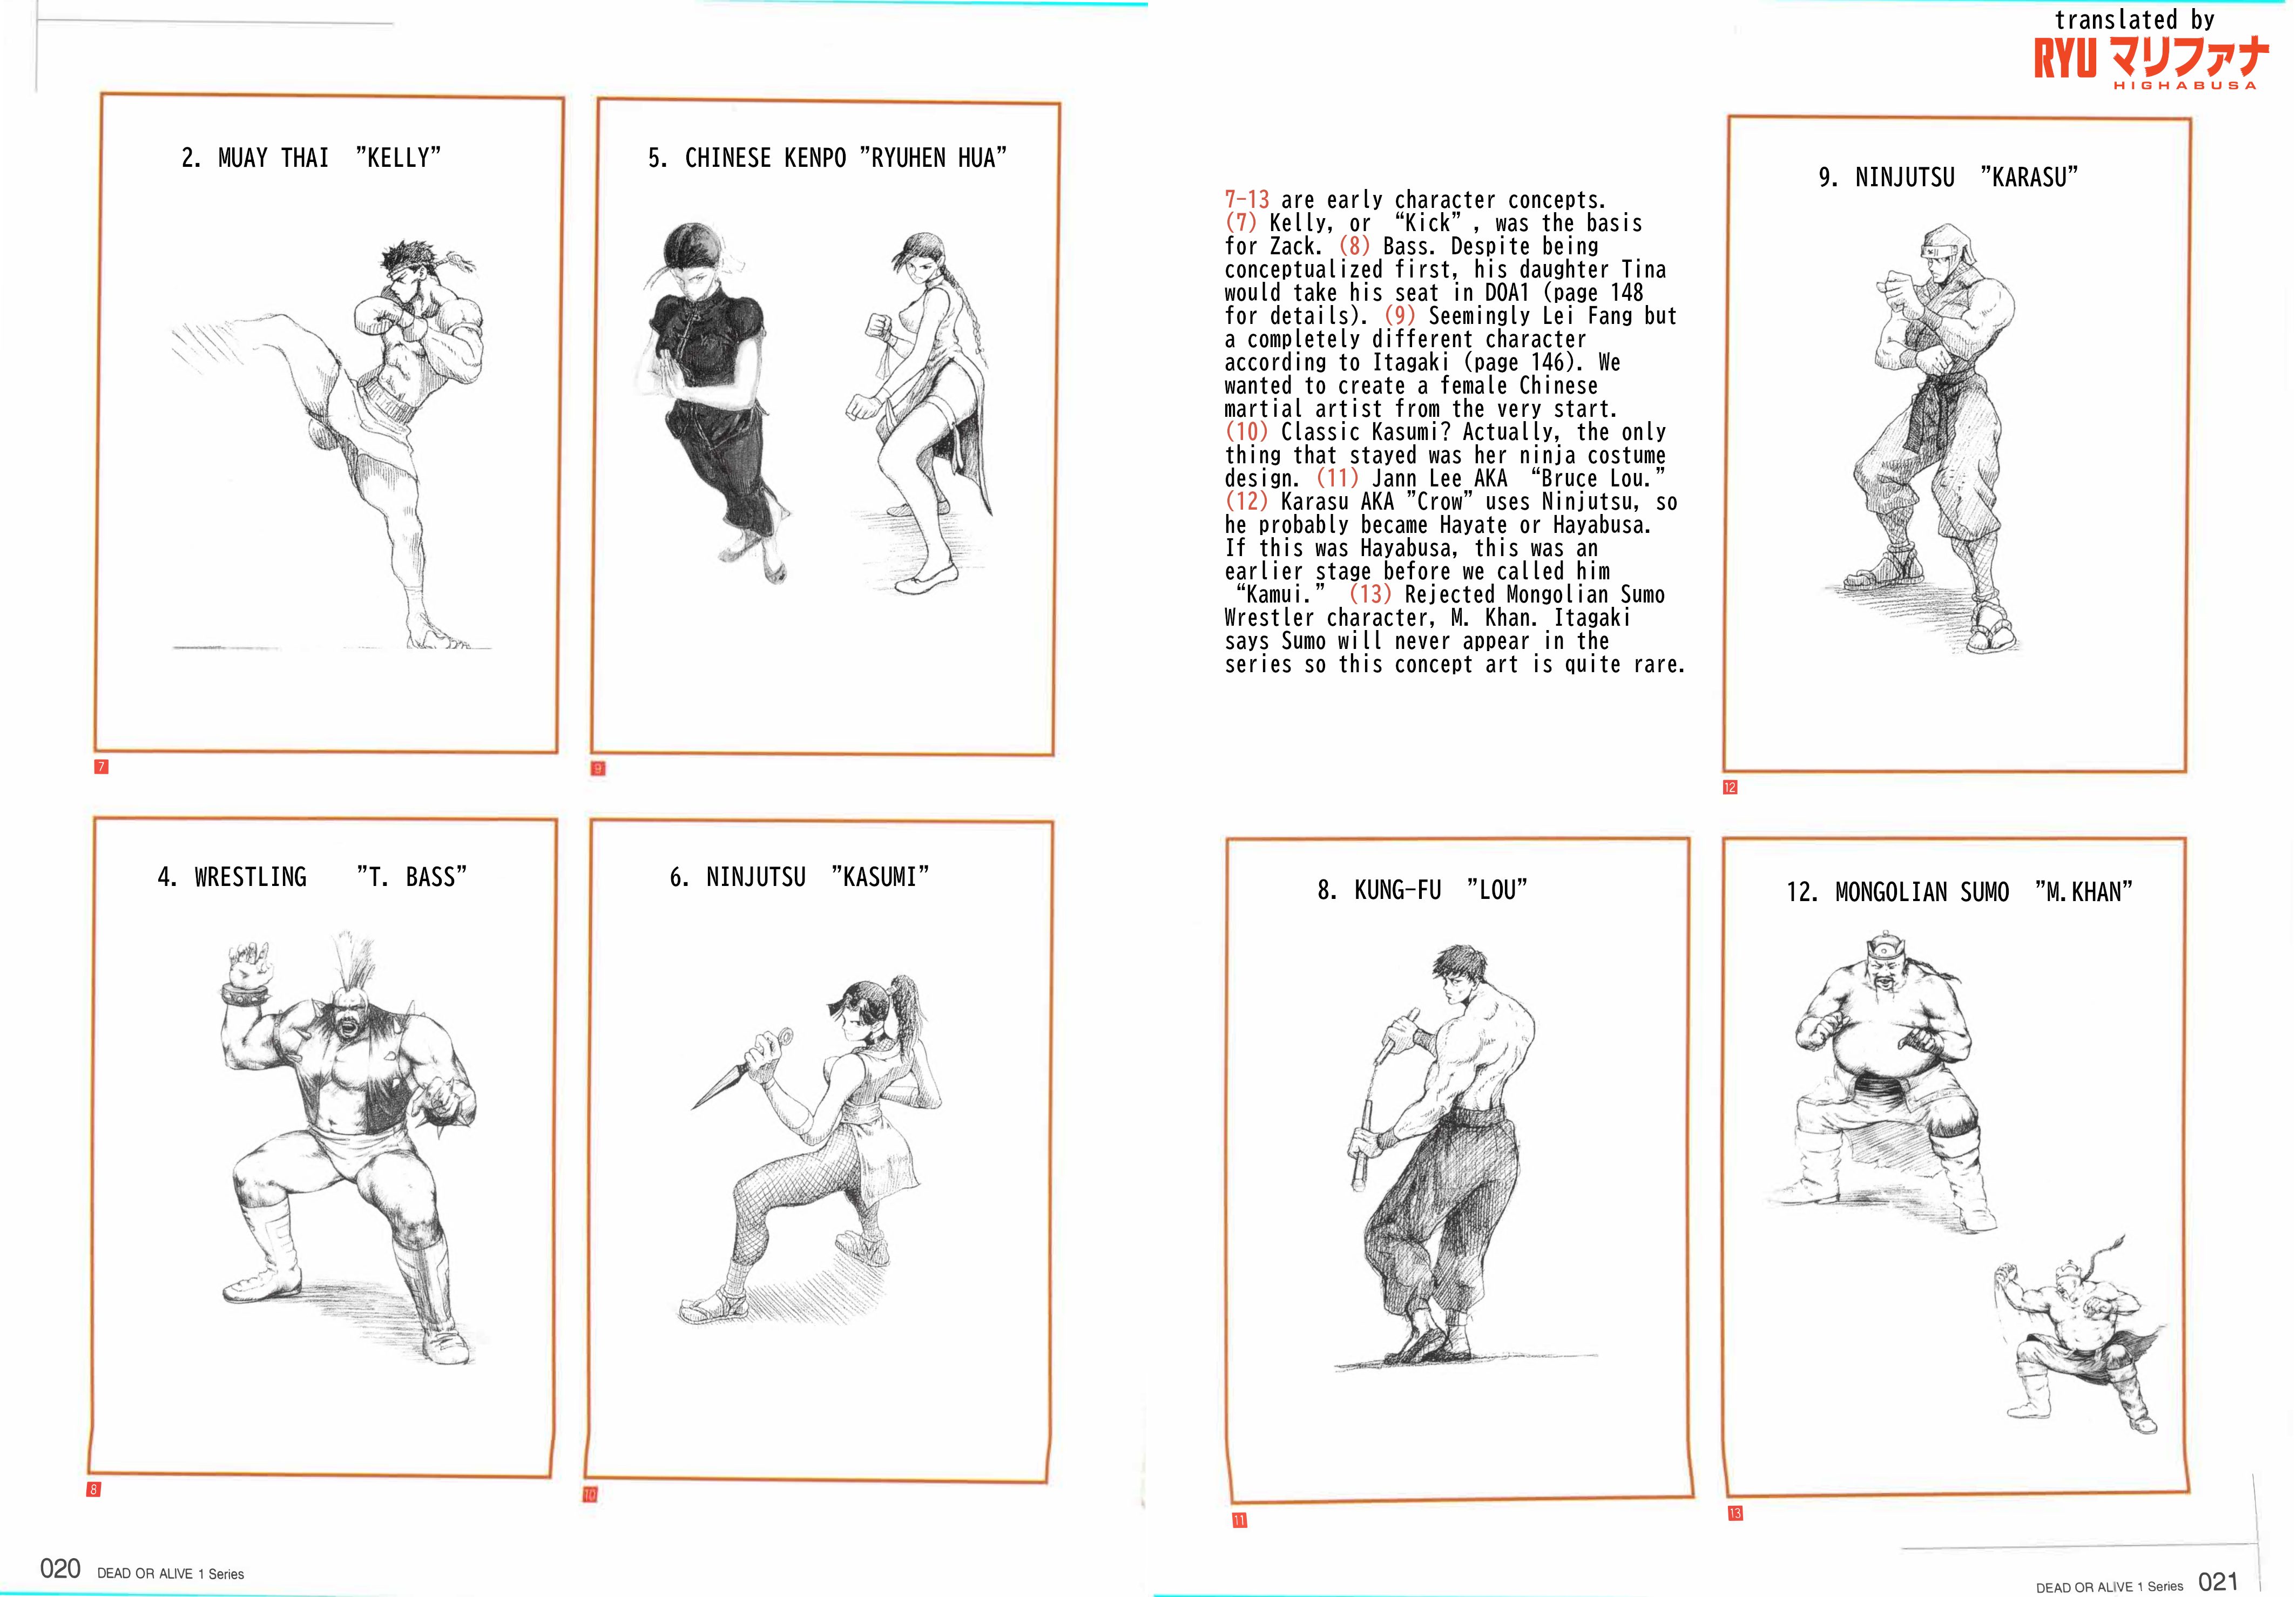 translated by
RYU マリファナ
HIGHABUSA
2. MUAY THAI ”KELLY”
7
5. CHINESE KENPO ”RYUHEN HUA”
9
4. WRESTLING ”T. BASS”
8
6. NINJUTSU ”KASUMI”
10
020 DEAD OR ALIVE 1 Series
7-13 are early character concepts.
(7) Kelly, or “Kick” , was the basis
for Zack. (8) Bass. Despite being
conceptualized first, his daughter Tina
would take his seat in DOA1 (page 148
for details). (9) Seemingly Lei Fang but
a completely different character
according to Itagaki (page 146). We
wanted to create a female Chinese
martial artist from the very start.
(10) Classic Kasumi? Actually, the only
thing that stayed was her ninja costume
design. (11) Jann Lee AKA “Bruce Lou.”
(12) Karasu AKA ”Crow” uses Ninjutsu, so
he probably became Hayate or Hayabusa.
If this was Hayabusa, this was an
earlier stage before we called him
“Kamui.” (13) Rejected Mongolian Sumo
Wrestler character, M. Khan. Itagaki
says Sumo will never appear in the
series so this concept art is quite rare.
9. NINJUTSU ”KARASU”
12
8. KUNG-FU ”LOU”
11
12. MONGOLIAN SUMO ”M.KHAN”
13
DEAD OR ALIVE 1 Series 021